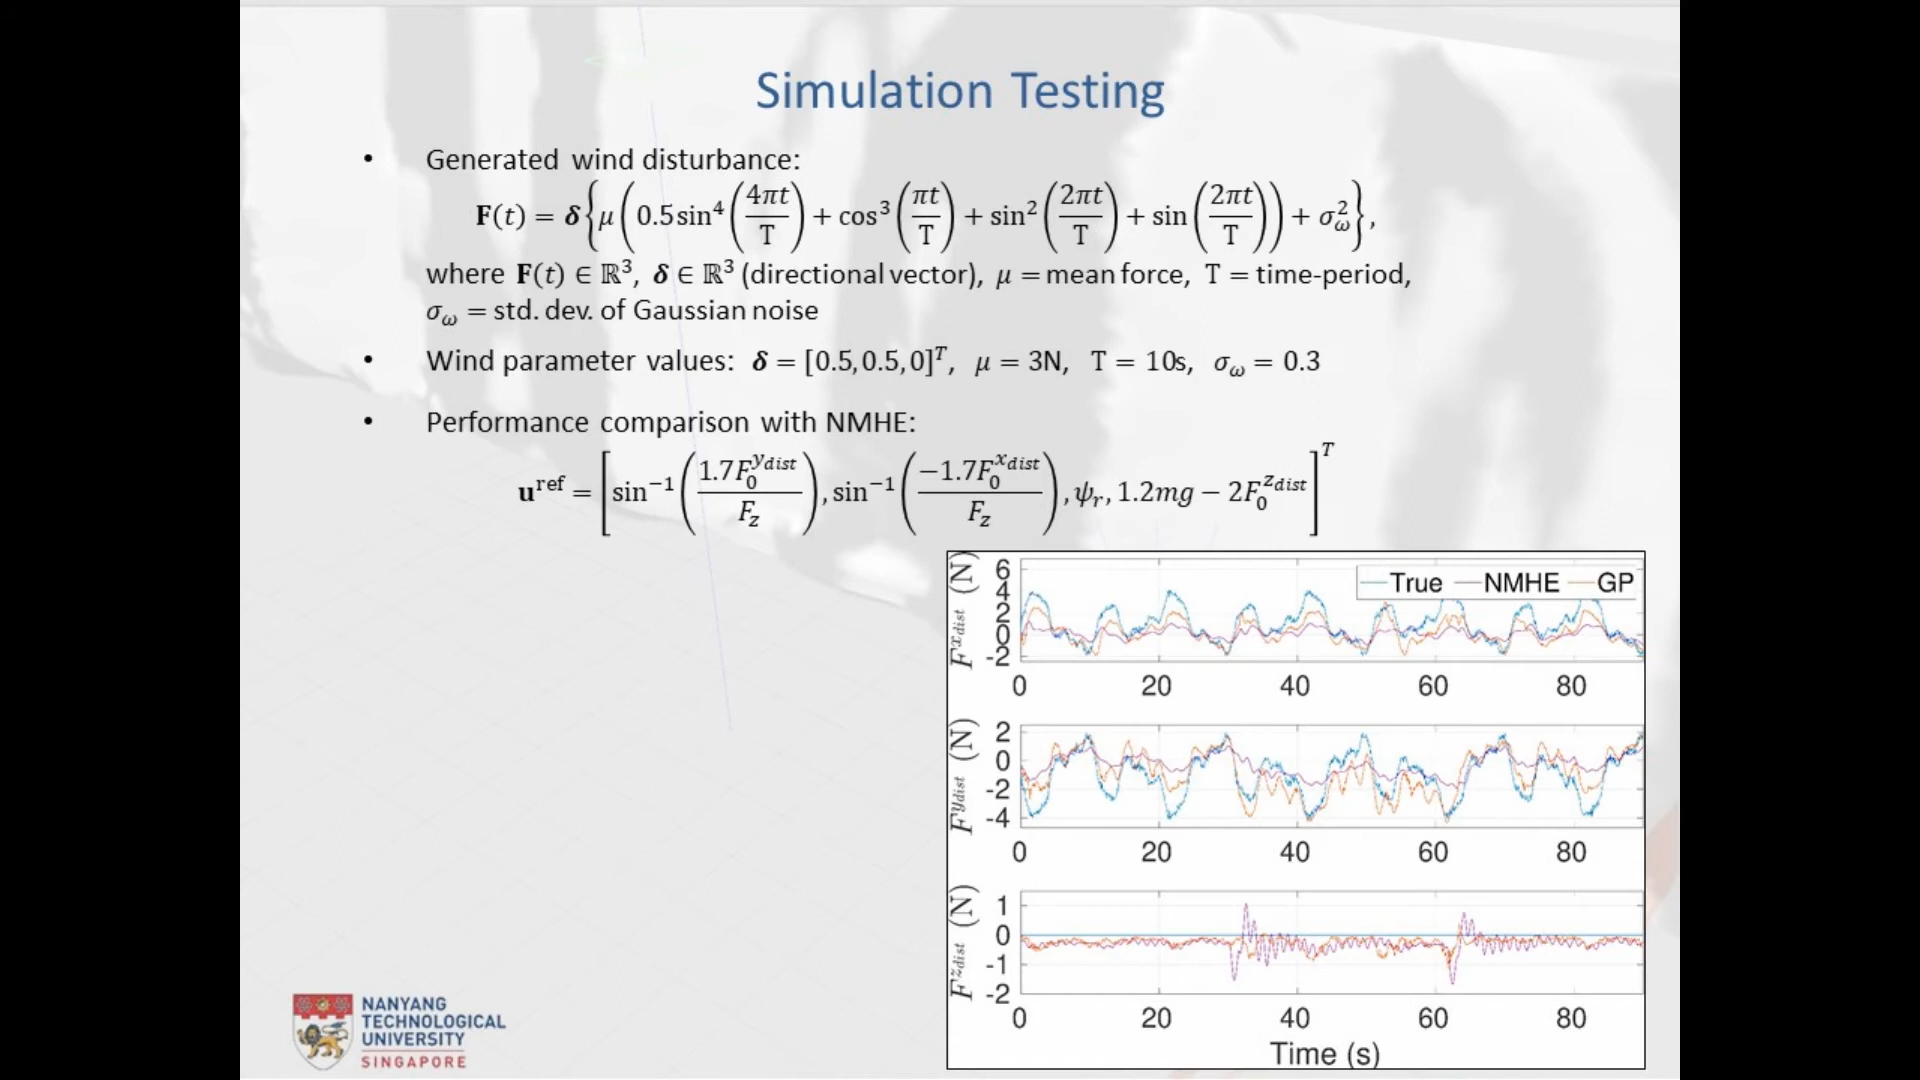 Simulation Testing
• Generated wind disturbance:
𝐅(t) = 𝜹{μ(0.5 sin⁴(4πt/T) + cos³(πt/T) + sin²(2πt/T) + sin(2πt/T)) + σ_ω²},
where 𝐅(t) ∈ ℝ³, 𝜹 ∈ ℝ³ (directional vector), μ = mean force, T = time-period,
σ_ω = std. dev. of Gaussian noise
• Wind parameter values: 𝜹 = [0.5, 0.5, 0]ᵀ, μ = 3N, T = 10s, σ_ω = 0.3
• Performance comparison with NMHE:
𝐮^ref = [sin⁻¹(1.7F₀^{y_dist}/F_z), sin⁻¹(−1.7F₀^{x_dist}/F_z), ψ_r, 1.2mg − 2F₀^{z_dist}]ᵀ
F^{x_dist} (N)
6
4
2
0
-2
True NMHE GP
0 20 40 60 80
F^{y_dist} (N)
2
0
-2
-4
0 20 40 60 80
F^{z_dist} (N)
1
0
-1
-2
0 20 40 60 80
Time (s)
NANYANG
TECHNOLOGICAL
UNIVERSITY
SINGAPORE